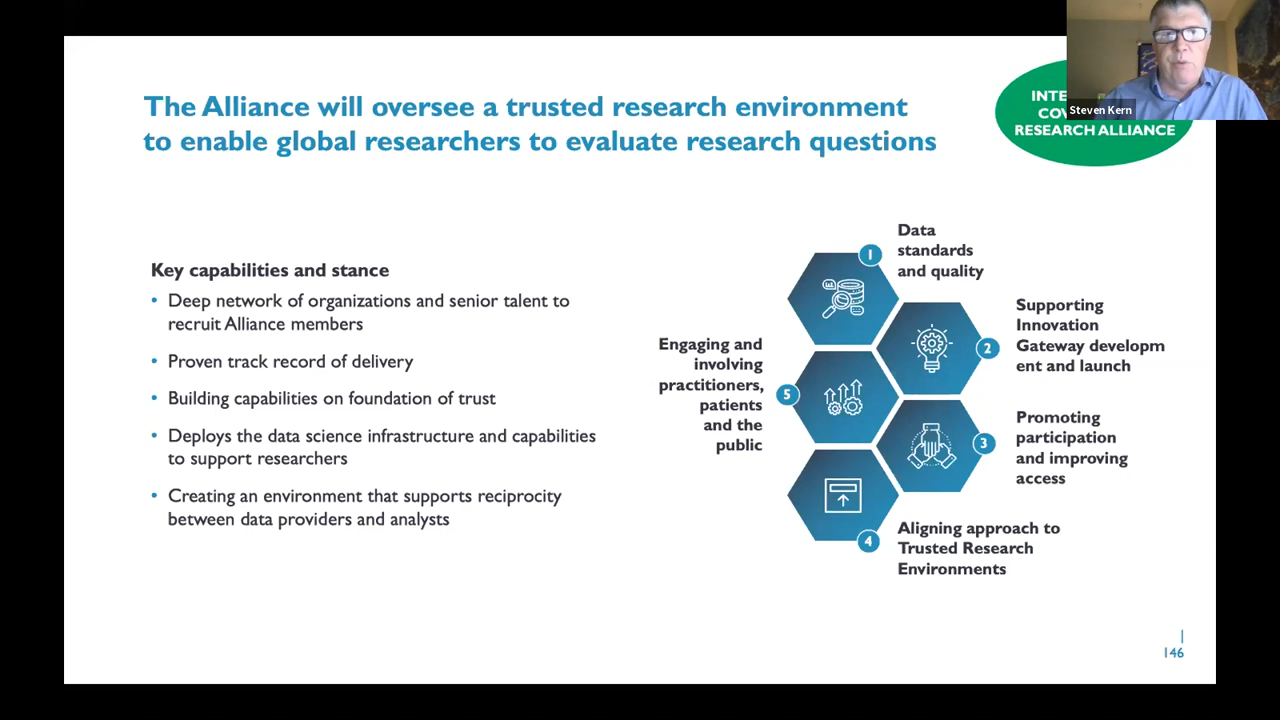 The Alliance will oversee a trusted research environment
to enable global researchers to evaluate research questions
INTE
CO
RESEARCH ALLIANCE
Steven Kern
Key capabilities and stance
• Deep network of organizations and senior talent to
recruit Alliance members
• Proven track record of delivery
• Building capabilities on foundation of trust
• Deploys the data science infrastructure and capabilities
to support researchers
• Creating an environment that supports reciprocity
between data providers and analysts
1
Data
standards
and quality
2
Supporting
Innovation
Gateway developm
ent and launch
3
Promoting
participation
and improving
access
4
Aligning approach to
Trusted Research
Environments
5
Engaging and
involving
practitioners,
patients
and the
public
|
146